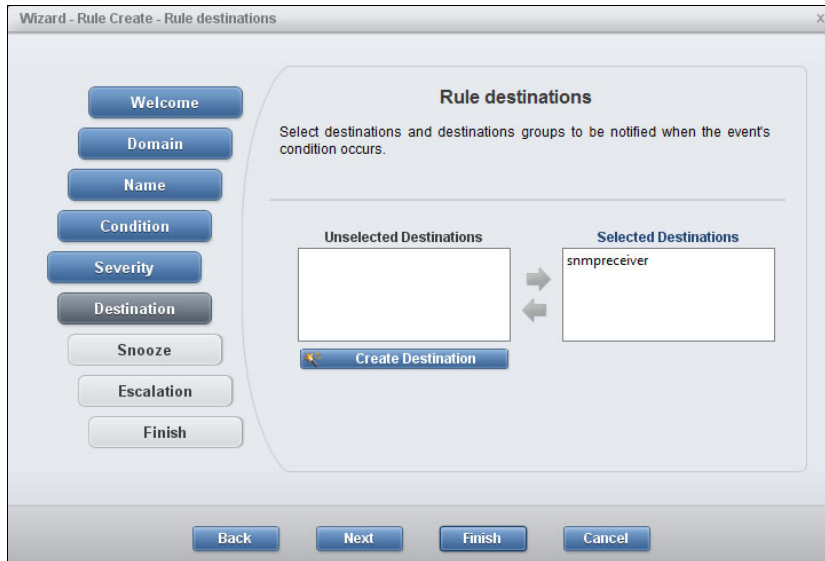 Wizard - Rule Create - Rule destinations
x
Welcome
Domain
Name
Condition
Severity
Destination
Snooze
Escalation
Finish
Rule destinations
Select destinations and destinations groups to be notified when the event's
condition occurs.
Unselected Destinations
Selected Destinations
snmpreceiver
Create Destination
Back
Next
Finish
Cancel